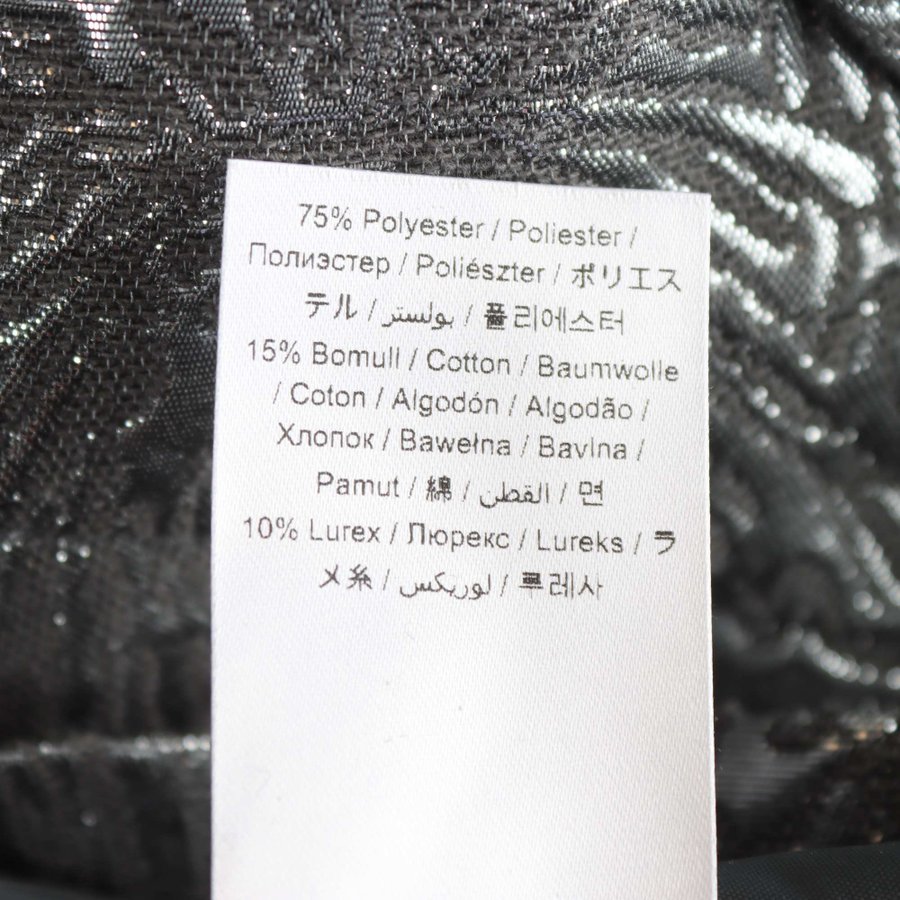 75% Polyester / Poliester /
Полиэстер / Poliészter / ポリエス
テル / بولستر / 폴리에스터
15% Bomull / Cotton / Baumwolle
/ Coton / Algodón / Algodão /
Хлопок / Bawełna / Bavlna /
Pamut / 綿 / القطن / 면
10% Lurex / Люрекс / Lureks / ラ
メ糸 / لوريكس / 루레사